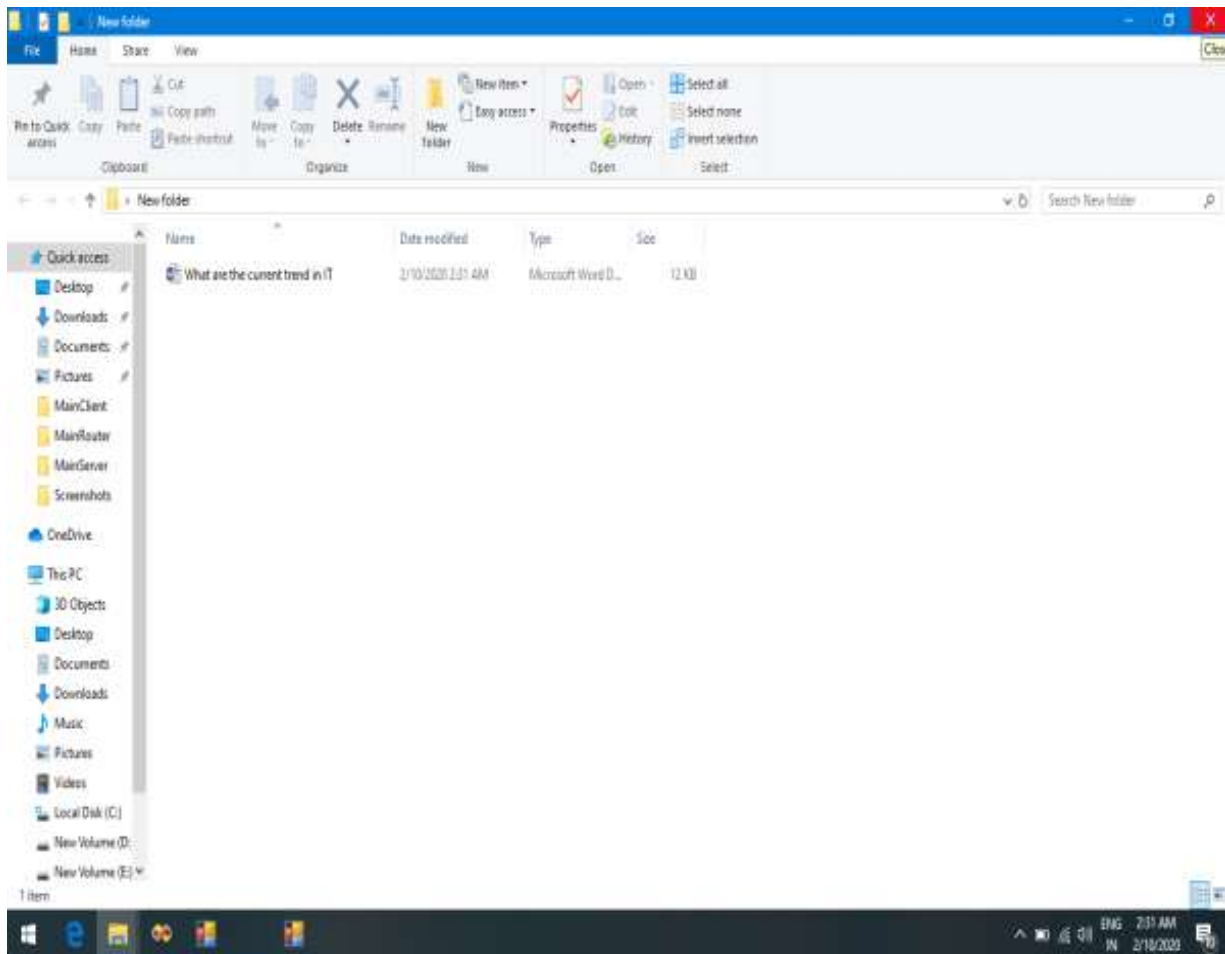 New folder
File Home Share View
Close
Pin to Quick access
Copy
Paste
Cut
Copy path
Paste shortcut
Clipboard
Move to
Copy to
Delete
Rename
Organize
New folder
New item
Easy access
New
Properties
Open
Edit
History
Open
Select all
Select none
Invert selection
Select
New folder
Search New folder
Name Date modified Type Size
What are the current trend in IT 2/10/2020 2:31 AM Microsoft Word D... 12 KB
Quick access
Desktop
Downloads
Documents
Pictures
MainClient
MainRouter
MainServer
Screenshots
OneDrive
This PC
3D Objects
Desktop
Documents
Downloads
Music
Pictures
Videos
Local Disk (C:)
New Volume (D:
New Volume (E:)
1 item
ENG 2:31 AM
IN 2/10/2020